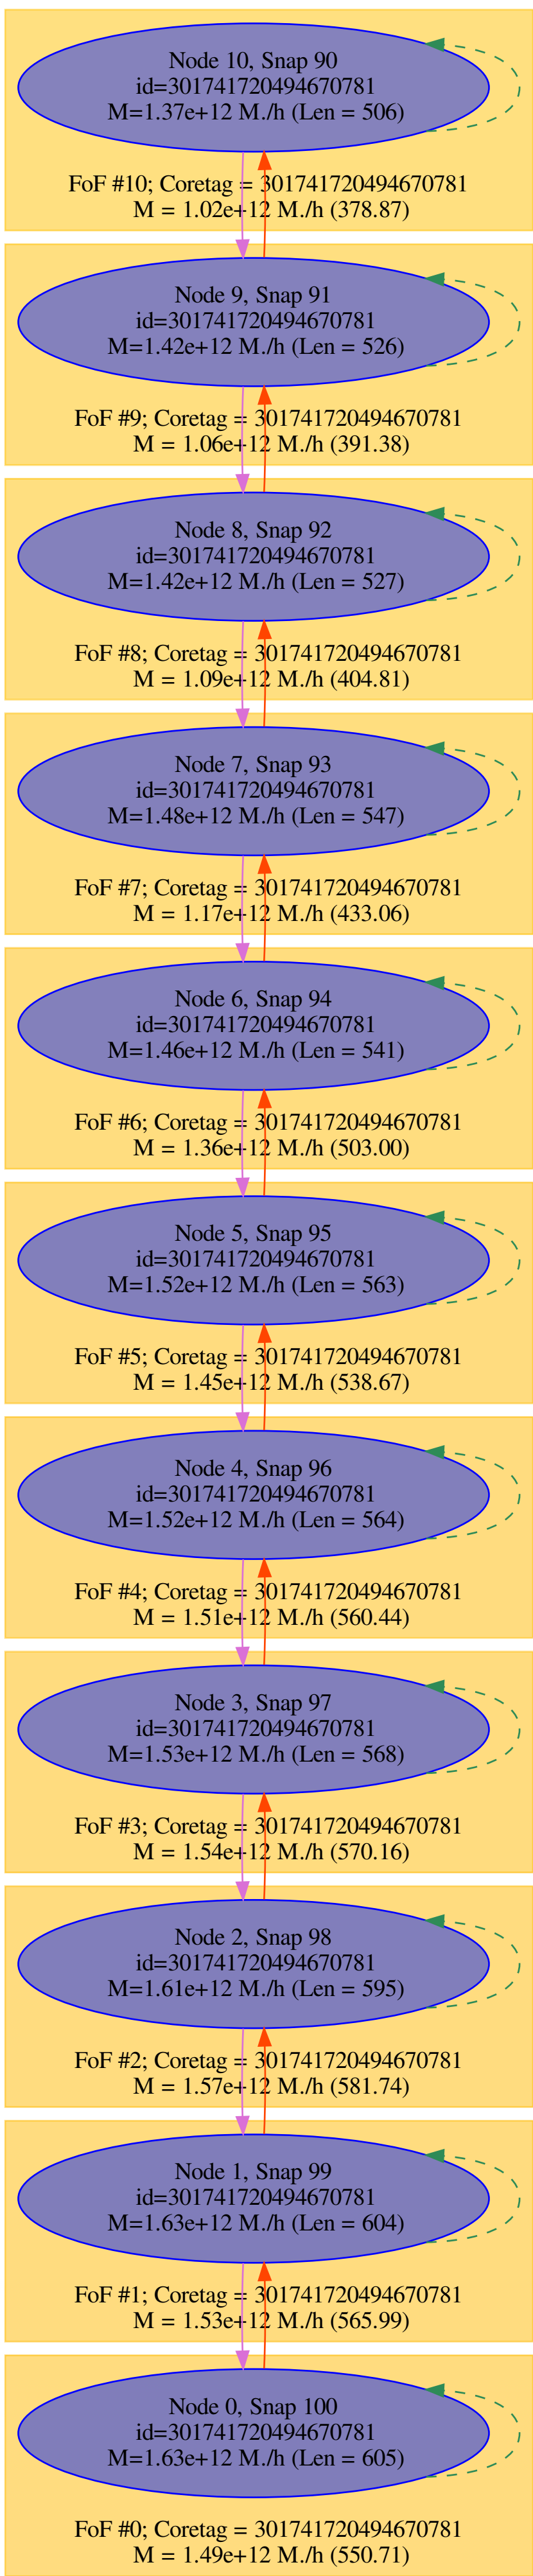 Node 10, Snap 90
id=301741720494670781
M=1.37e+12 M./h (Len = 506)
FoF #10; Coretag = 301741720494670781
M = 1.02e+12 M./h (378.87)
Node 9, Snap 91
id=301741720494670781
M=1.42e+12 M./h (Len = 526)
FoF #9; Coretag = 301741720494670781
M = 1.06e+12 M./h (391.38)
Node 8, Snap 92
id=301741720494670781
M=1.42e+12 M./h (Len = 527)
FoF #8; Coretag = 301741720494670781
M = 1.09e+12 M./h (404.81)
Node 7, Snap 93
id=301741720494670781
M=1.48e+12 M./h (Len = 547)
FoF #7; Coretag = 301741720494670781
M = 1.17e+12 M./h (433.06)
Node 6, Snap 94
id=301741720494670781
M=1.46e+12 M./h (Len = 541)
FoF #6; Coretag = 301741720494670781
M = 1.36e+12 M./h (503.00)
Node 5, Snap 95
id=301741720494670781
M=1.52e+12 M./h (Len = 563)
FoF #5; Coretag = 301741720494670781
M = 1.45e+12 M./h (538.67)
Node 4, Snap 96
id=301741720494670781
M=1.52e+12 M./h (Len = 564)
FoF #4; Coretag = 301741720494670781
M = 1.51e+12 M./h (560.44)
Node 3, Snap 97
id=301741720494670781
M=1.53e+12 M./h (Len = 568)
FoF #3; Coretag = 301741720494670781
M = 1.54e+12 M./h (570.16)
Node 2, Snap 98
id=301741720494670781
M=1.61e+12 M./h (Len = 595)
FoF #2; Coretag = 301741720494670781
M = 1.57e+12 M./h (581.74)
Node 1, Snap 99
id=301741720494670781
M=1.63e+12 M./h (Len = 604)
FoF #1; Coretag = 301741720494670781
M = 1.53e+12 M./h (565.99)
Node 0, Snap 100
id=301741720494670781
M=1.63e+12 M./h (Len = 605)
FoF #0; Coretag = 301741720494670781
M = 1.49e+12 M./h (550.71)